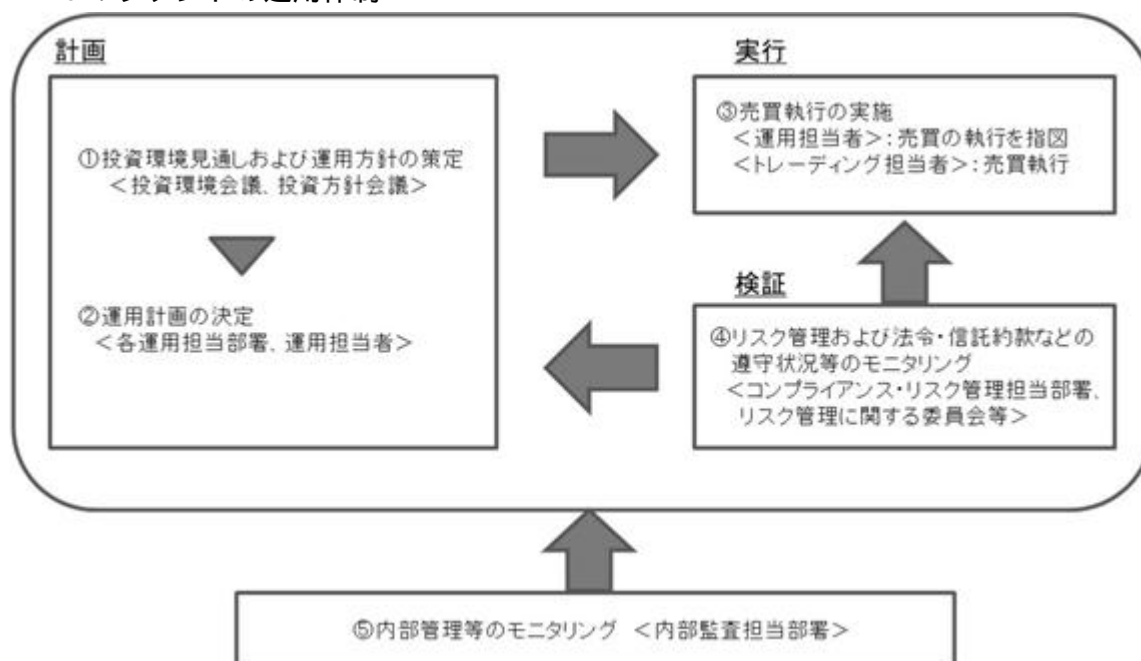 計画
①投資環境見通しおよび運用方針の策定
＜投資環境会議、投資方針会議＞
②運用計画の決定
＜各運用担当部署、運用担当者＞
実行
③売買執行の実施
＜運用担当者＞：売買の執行を指図
＜トレーディング担当者＞：売買執行
検証
④リスク管理および法令・信託約款などの
遵守状況等のモニタリング
＜コンプライアンス・リスク管理担当部署、
リスク管理に関する委員会等＞
⑤内部管理等のモニタリング ＜内部監査担当部署＞